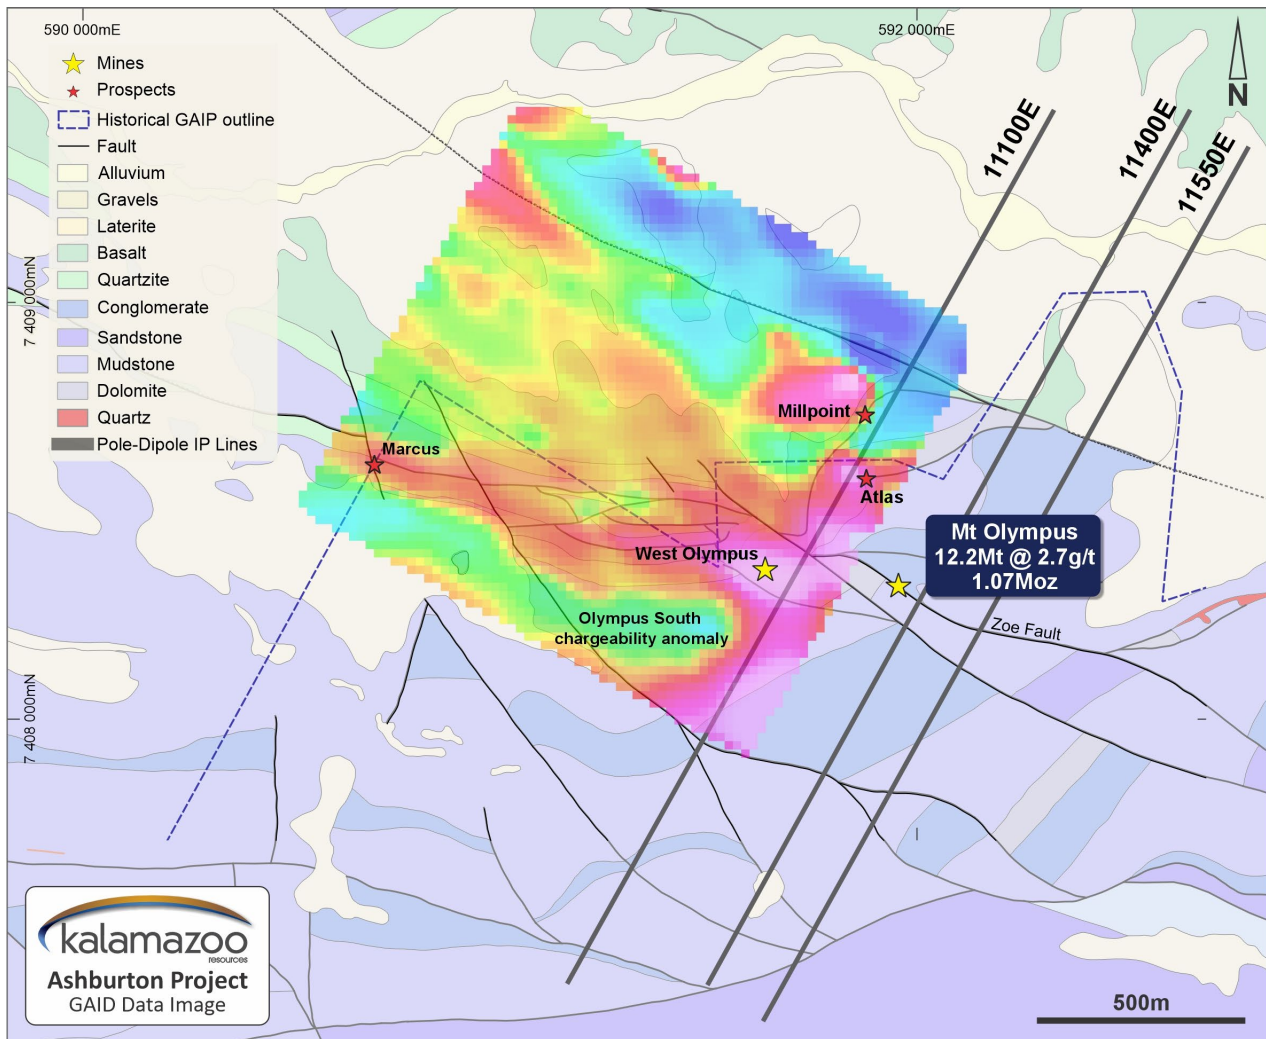 590 000mE
592 000mE
Mines
Prospects
Historical GAIP outline
Fault
Alluvium
Gravels
Laterite
Basalt
Quartzite
Conglomerate
Sandstone
Mudstone
Dolomite
Quartz
Pole-Dipole IP Lines
7 409 000mN
7 408 000mN
N
11100E
11400E
11550E
Millpoint
Marcus
Atlas
West Olympus
Mt Olympus
12.2Mt @ 2.7g/t
1.07Moz
Olympus South
chargeability anomaly
Zoe Fault
kalamazoo
resources
Ashburton Project
GAID Data Image
500m